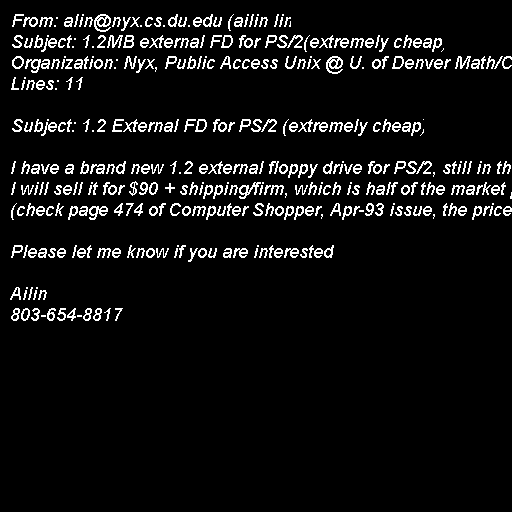 From: alin@nyx.cs.du.edu (ailin lin
Subject: 1.2MB external FD for PS/2(extremely cheap)
Organization: Nyx, Public Access Unix @ U. of Denver Math/C
Lines: 11

Subject: 1.2 External FD for PS/2 (extremely cheap)

I have a brand new 1.2 external floppy drive for PS/2, still in th
I will sell it for $90 + shipping/firm, which is half of the market
(check page 474 of Computer Shopper, Apr-93 issue, the price

Please let me know if you are interested

Ailin
803-654-8817